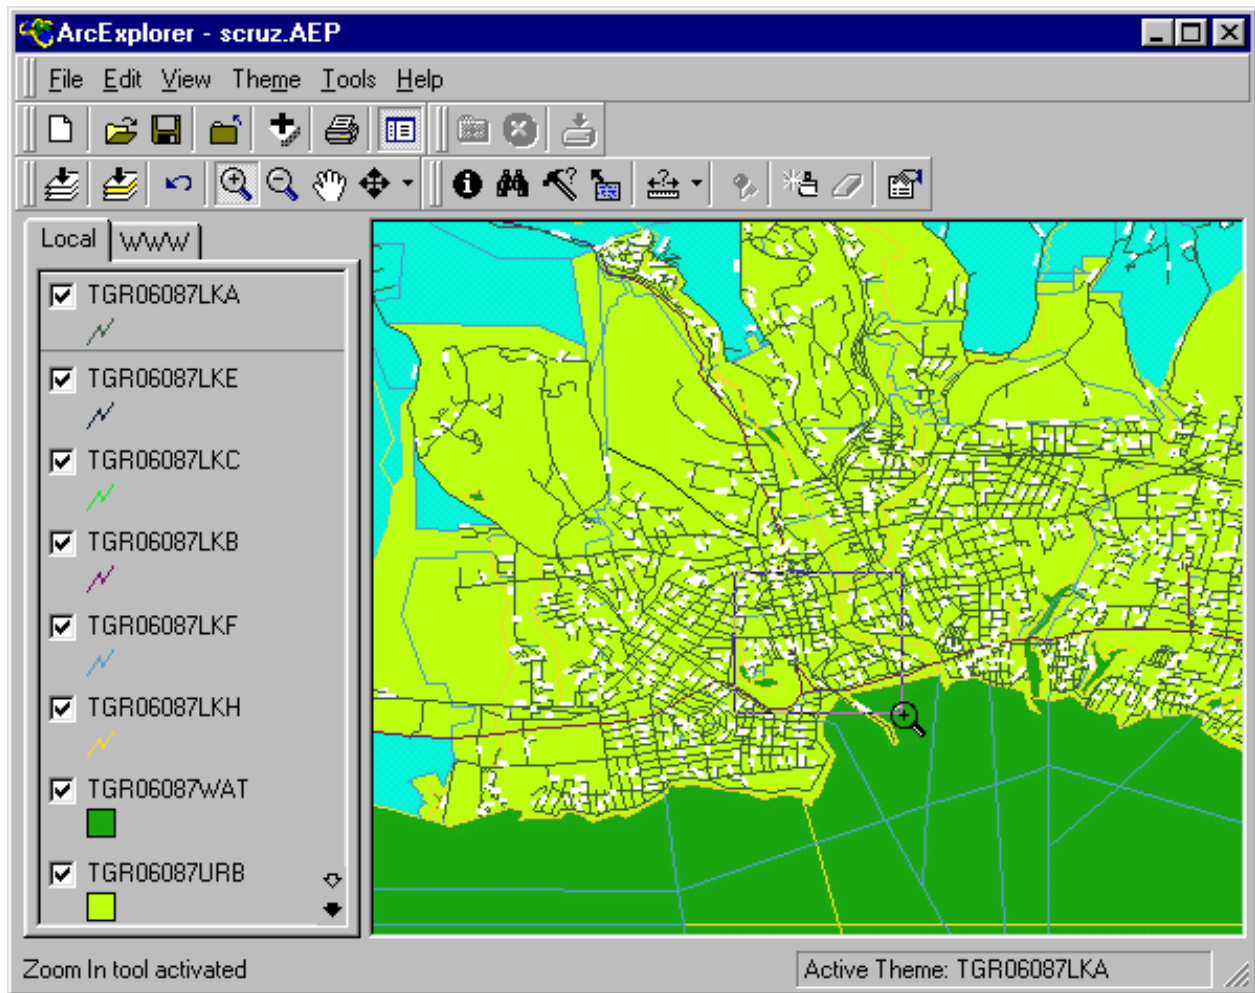 ArcExplorer - scruz.AEP
File Edit View Theme Tools Help
Local WWW
TGR06087LKA
TGR06087LKE
TGR06087LKC
TGR06087LKB
TGR06087LKF
TGR06087LKH
TGR06087WAT
TGR06087URB
Zoom In tool activated
Active Theme: TGR06087LKA